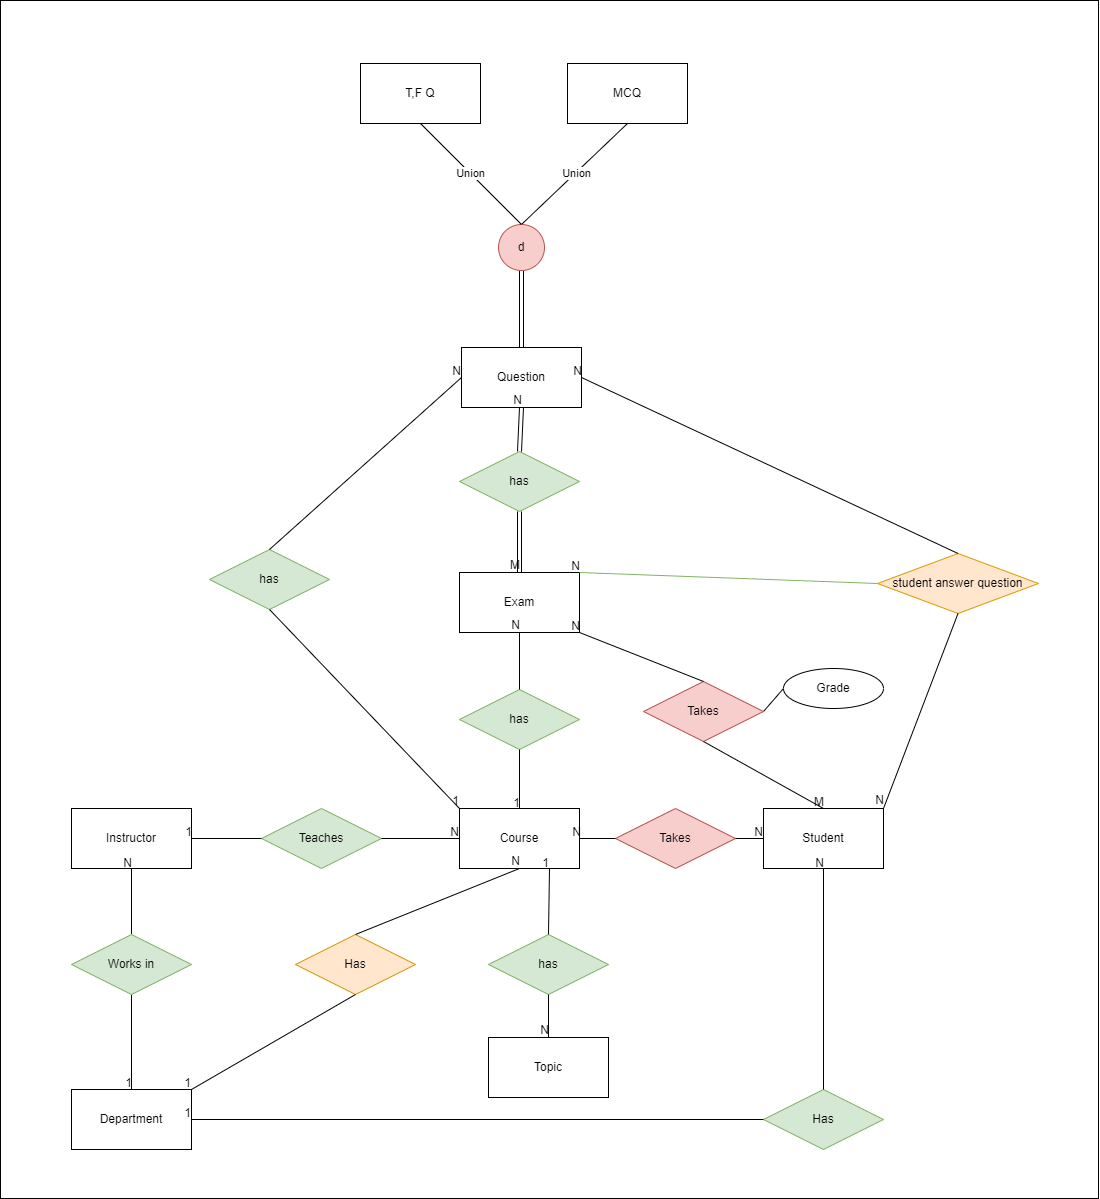 T,F Q
MCQ
Union
Union
d
N
Question
N
N
has
M
N
has
student answer question
Exam
N
N
Grade
has
Takes
1
1
M
N
Instructor
1
Teaches
N
Course
N
Takes
N
Student
N
N
1
N
Works in
Has
has
N
Topic
1
1
Department
1
Has